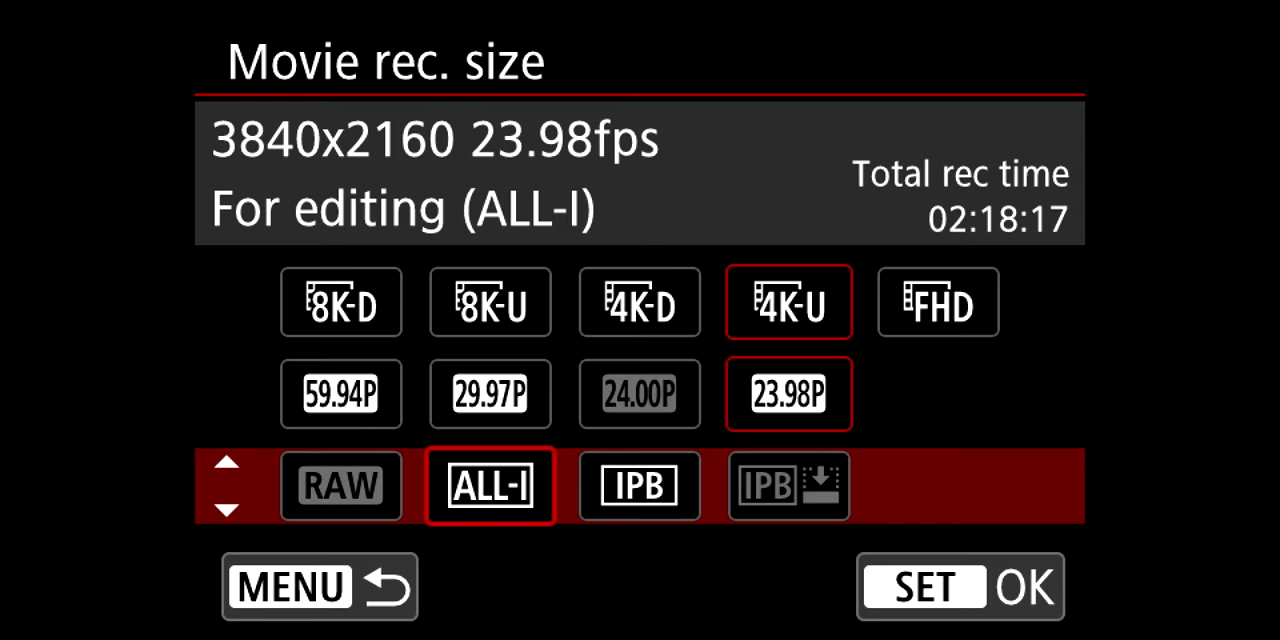 Movie rec. size
3840x2160 23.98fps
For editing (ALL-I)
Total rec time
02:18:17
8K-D 8K-U 4K-D 4K-U FHD
59.94P 29.97P 24.00P 23.98P
RAW ALL-I IPB IPB
MENU SET OK